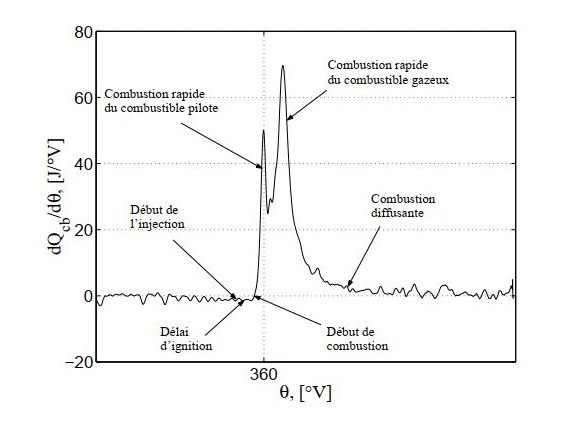 80
60
40
20
0
−20
dQcb/dθ, [J/°V]
Combustion rapide
du combustible pilote
Combustion rapide
du combustible gazeux
Début de
l’injection
Combustion
diffusante
Délai
d’ignition
Début de
combustion
360
θ, [°V]